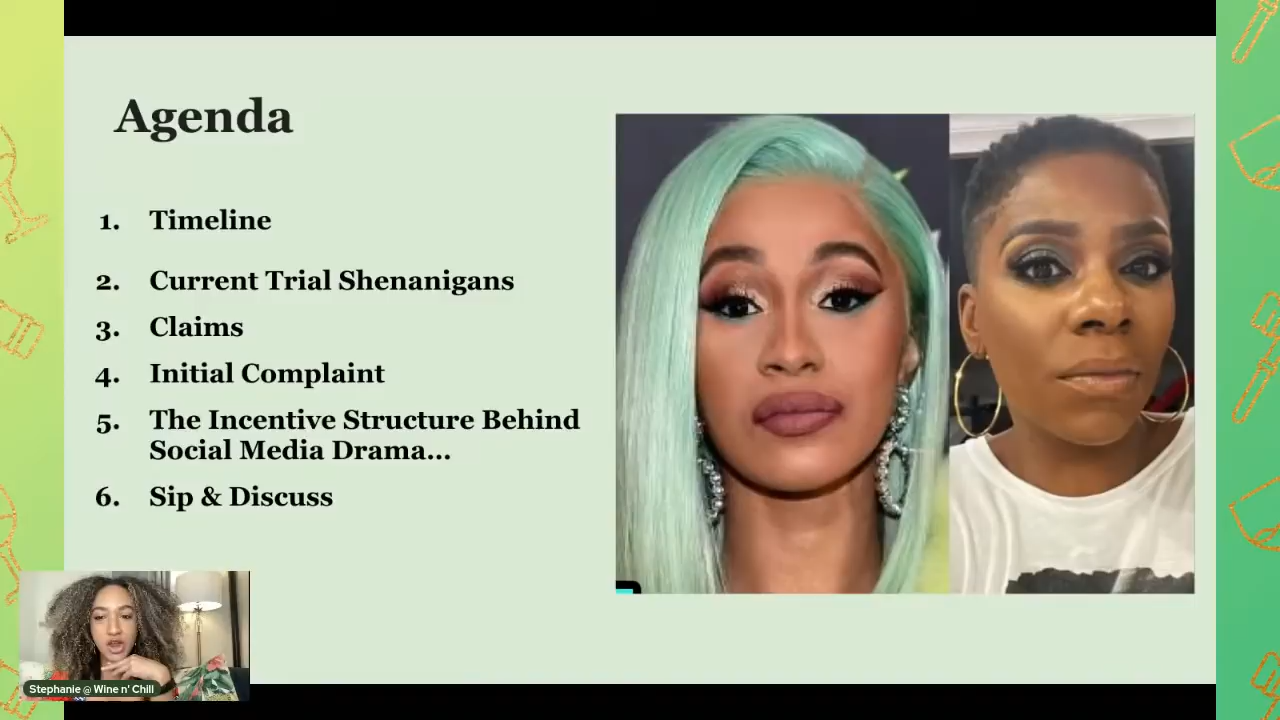 Agenda
1. Timeline
2. Current Trial Shenanigans
3. Claims
4. Initial Complaint
5. The Incentive Structure Behind
Social Media Drama...
6. Sip & Discuss
Stephanie @ Wine n' Chill